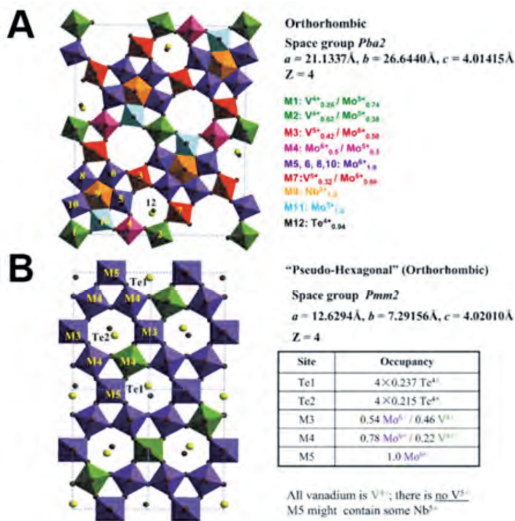 A
Orthorhombic
Space group Pba2
a = 21.1337Å, b = 26.6440Å, c = 4.01415Å
Z = 4
M1: V⁴⁺ / Mo⁵⁺0.74
M2: V⁴⁺0.62 / Mo⁵⁺0.38
M3: V⁵⁺0.42 / Mo⁶⁺0.58
M4: Mo⁶⁺0.5 / Mo⁵⁺0.5
M5, 6, 8,10: Mo⁶⁺1.0
M7:V⁵⁺0.32 / Mo⁶⁺
M9: Nb⁵⁺1.0
M11: Mo⁵⁺1.0
M12: Te⁴⁺0.94
8 6
10 5
12
B
M5
Te1
M4 M4
M3 Te2 M3
M4 M4
M5 Te1
"Pseudo-Hexagonal" (Orthorhombic)
Space group Pmm2
a = 12.6294Å, b = 7.29156Å, c = 4.02010Å
Z = 4
Site Occupancy
Te1 4×0.237 Te⁴⁺
Te2 4×0.215 Te⁴⁺
M3 0.54 Mo⁶⁺ / 0.46 V⁴⁺
M4 0.78 Mo⁶⁺ / 0.22 V⁴⁺
M5 1.0 Mo⁶⁺
All vanadium is V⁴⁺; there is no V⁵⁺
M5 might contain some Nb⁵⁺